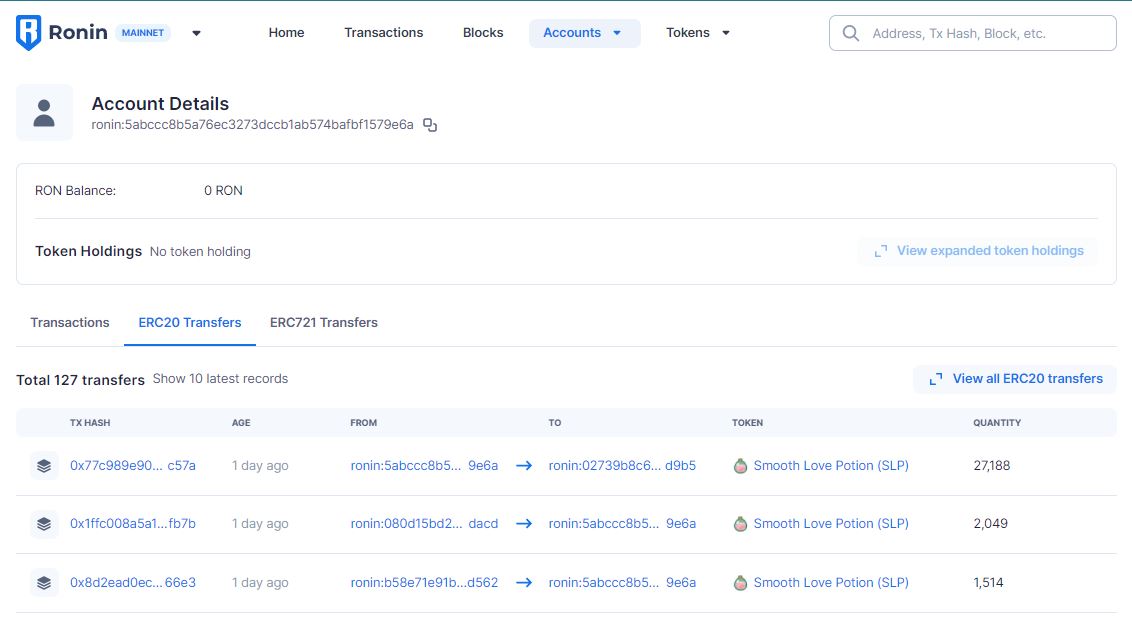 Ronin MAINNET Home Transactions Blocks Accounts Tokens Address, Tx Hash, Block, etc.
Account Details
ronin:5abccc8b5a76ec3273dccb1ab574bafbf1579e6a
RON Balance: 0 RON
Token Holdings No token holding View expanded token holdings
Transactions ERC20 Transfers ERC721 Transfers
Total 127 transfers Show 10 latest records View all ERC20 transfers
TX HASH AGE FROM TO TOKEN QUANTITY
0x77c989e90... c57a 1 day ago ronin:5abccc8b5... 9e6a ronin:02739b8c6... d9b5 Smooth Love Potion (SLP) 27,188
0x1ffc008a5a1...fb7b 1 day ago ronin:080d15bd2... dacd ronin:5abccc8b5... 9e6a Smooth Love Potion (SLP) 2,049
0x8d2ead0ec... 66e3 1 day ago ronin:b58e71e91b...d562 ronin:5abccc8b5... 9e6a Smooth Love Potion (SLP) 1,514